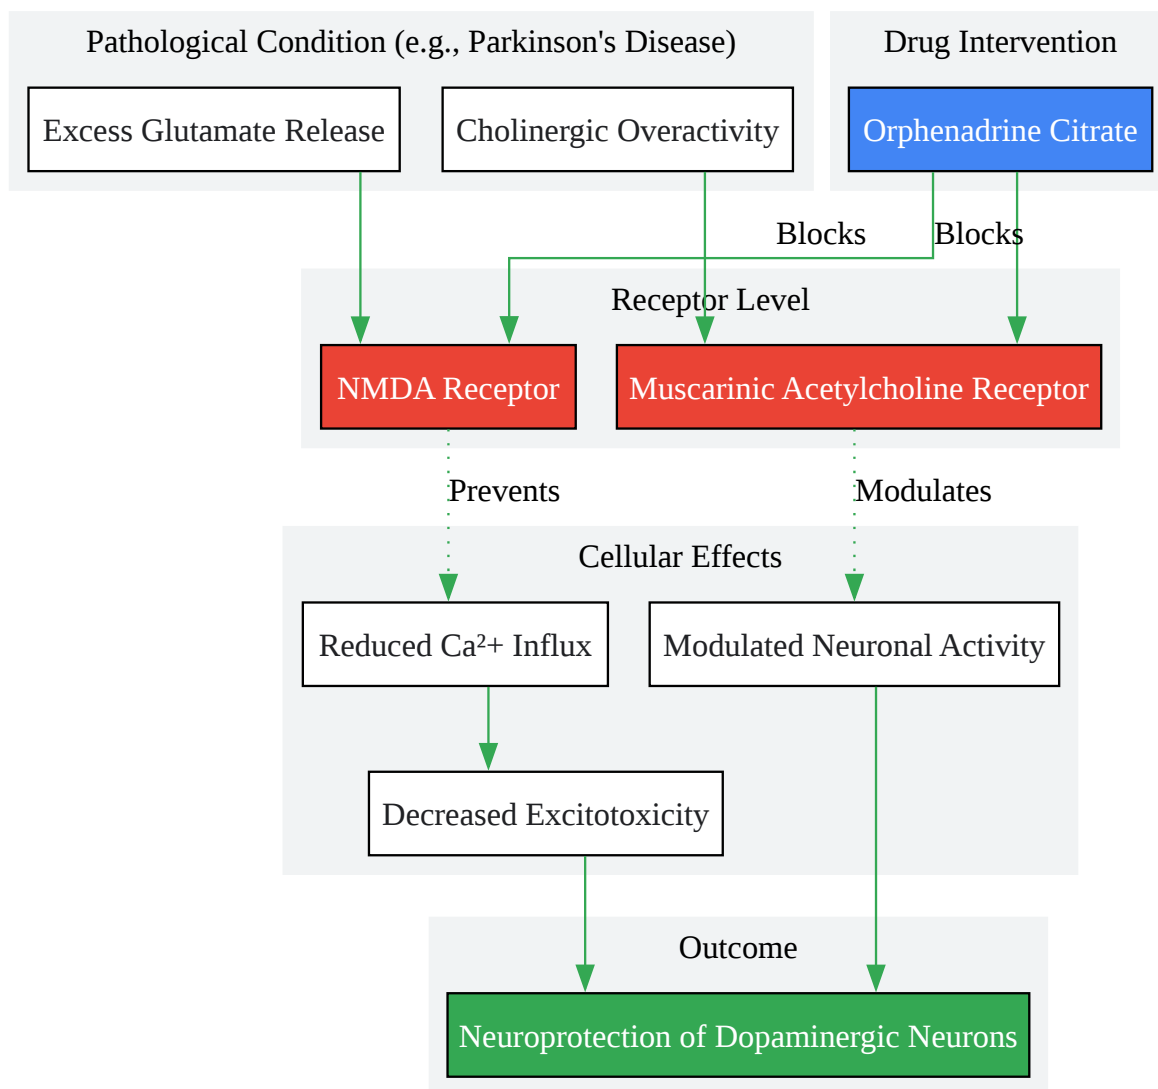 Pathological Condition (e.g., Parkinson's Disease)
Drug Intervention
Excess Glutamate Release
Cholinergic Overactivity
Orphenadrine Citrate
Blocks
Blocks
Receptor Level
NMDA Receptor
Muscarinic Acetylcholine Receptor
Prevents
Modulates
Cellular Effects
Reduced Ca²+ Influx
Modulated Neuronal Activity
Decreased Excitotoxicity
Outcome
Neuroprotection of Dopaminergic Neurons